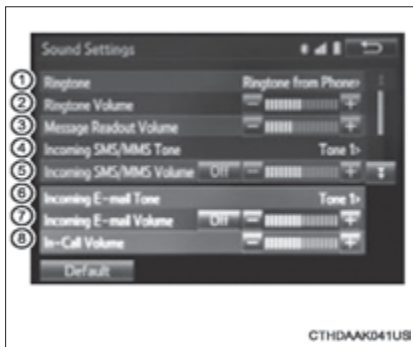 Sound Settings
① Ringtone Ringtone from Phone>
② Ringtone Volume − +
③ Message Readout Volume − +
④ Incoming SMS/MMS Tone Tone 1>
⑤ Incoming SMS/MMS Volume Off − +
⑥ Incoming E-mail Tone Tone 1>
⑦ Incoming E-mail Volume Off − +
⑧ In-Call Volume − +
Default
CTHDAAK041US